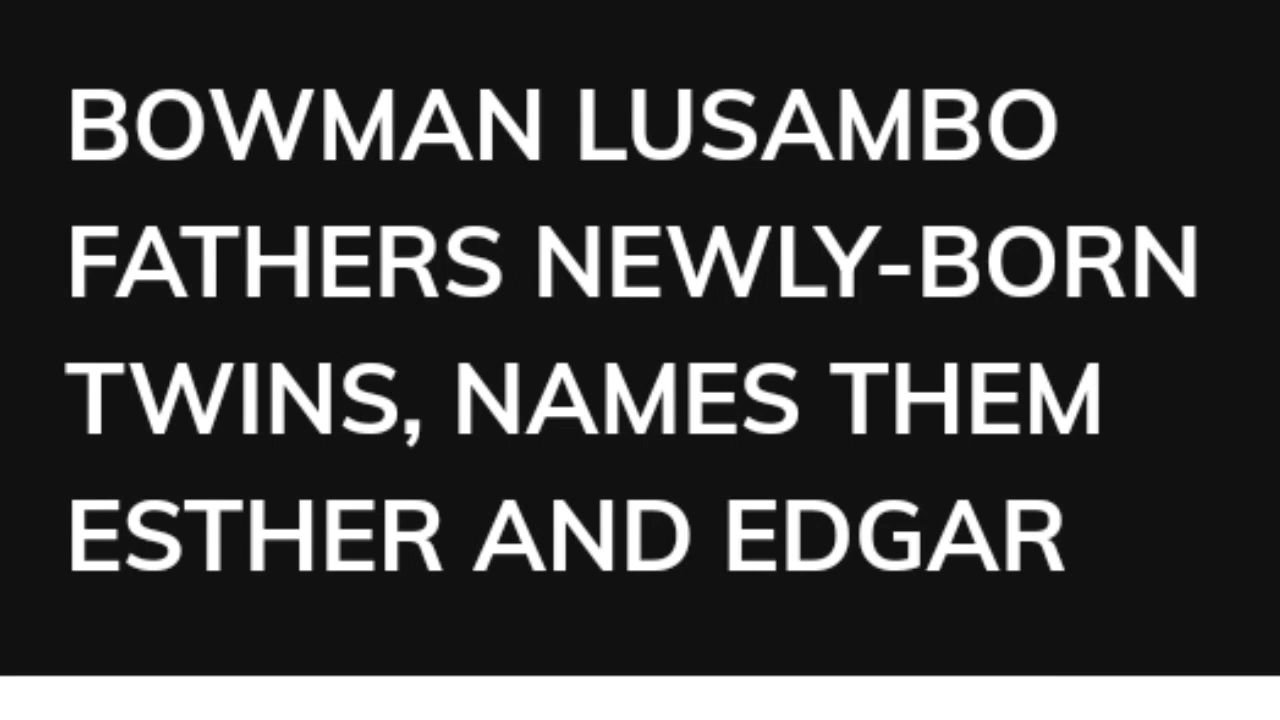 BOWMAN LUSAMBO
FATHERS NEWLY-BORN
TWINS, NAMES THEM
ESTHER AND EDGAR